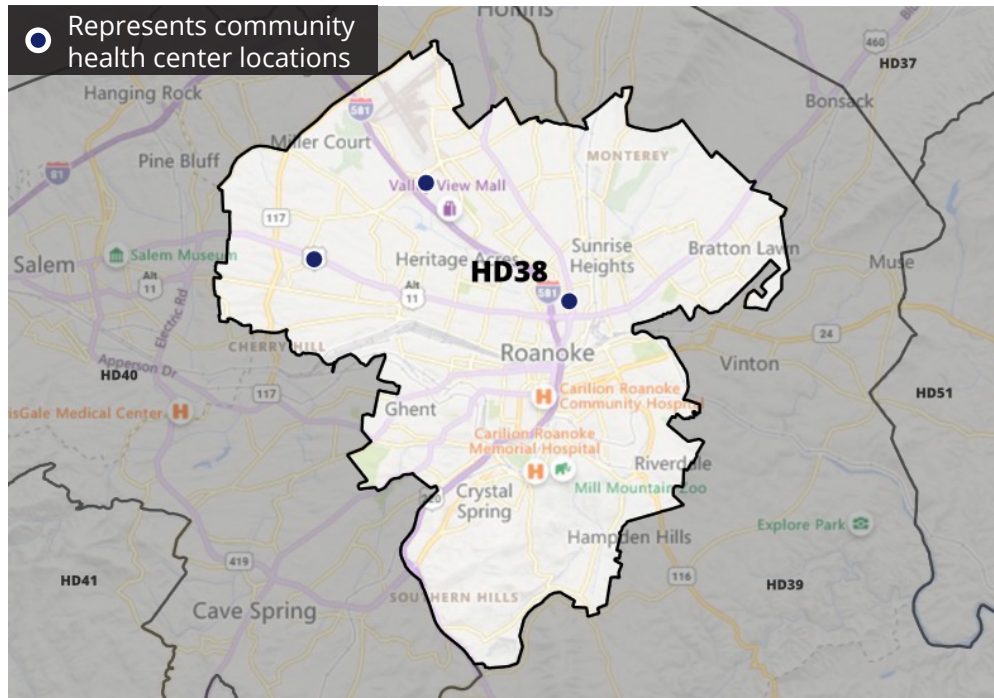 Represents community
health center locations
Hollins
460
HD37
Hanging Rock
581
Bonsack
Miller Court
Pine Bluff
MONTEREY
81
Valley View Mall
117
Salem
Salem Museum
Heritage Acres
Sunrise
Heights
Bratton Lawn
Muse
HD38
Alt
11
Alt
11
581
Electric Rd
24
CHERRY HILL
Roanoke
Vinton
Apperson Dr
HD40
117
HD51
Carilion Roanoke
Community Hospital
nsGale Medical Center
H
H
Ghent
Carilion Roanoke
Memorial Hospital
H
Riverdale
Mill Mountain Zoo
220
Crystal
Spring
Explore Park
Hampden Hills
419
HD41
116
HD39
SOUTHERN HILLS
Cave Spring